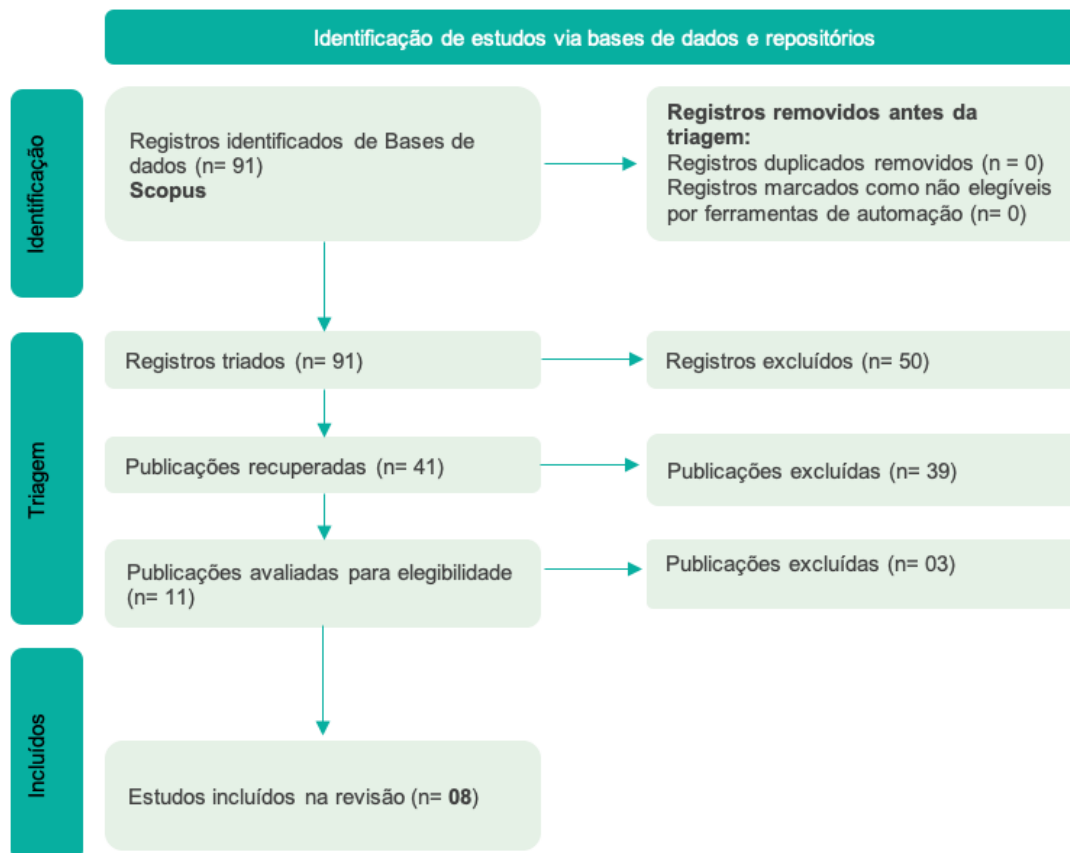 Identificação de estudos via bases de dados e repositórios
Identificação
Registros identificados de Bases de
dados (n= 91)
Scopus
Registros removidos antes da
triagem:
Registros duplicados removidos (n = 0)
Registros marcados como não elegíveis
por ferramentas de automação (n= 0)
Triagem
Registros triados (n= 91)
Registros excluídos (n= 50)
Publicações recuperadas (n= 41)
Publicações excluídas (n= 39)
Publicações avaliadas para elegibilidade
(n= 11)
Publicações excluídas (n= 03)
Incluídos
Estudos incluídos na revisão (n= 08)